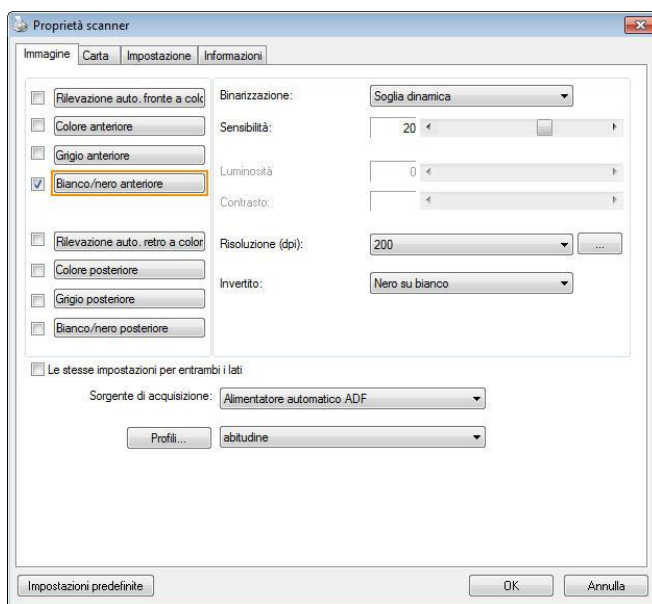 Proprietà scanner
Immagine Carta Impostazione Informazioni
Rilevazione auto. fronte a colo
Colore anteriore
Grigio anteriore
Bianco/nero anteriore
Rilevazione auto. retro a color
Colore posteriore
Grigio posteriore
Bianco/nero posteriore
Binarizzazione: Soglia dinamica
Sensibilità: 20
Luminosità 0
Contrasto:
Risoluzione (dpi): 200 ...
Invertito: Nero su bianco
Le stesse impostazioni per entrambi i lati
Sorgente di acquisizione: Alimentatore automatico ADF
Profili... abitudine
Impostazioni predefinite OK Annulla